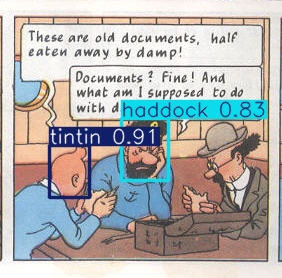 These are old documents, half
eaten away by damp!
Documents? Fine! And
what am I supposed to do
with
haddock 0.83
tintin 0.91